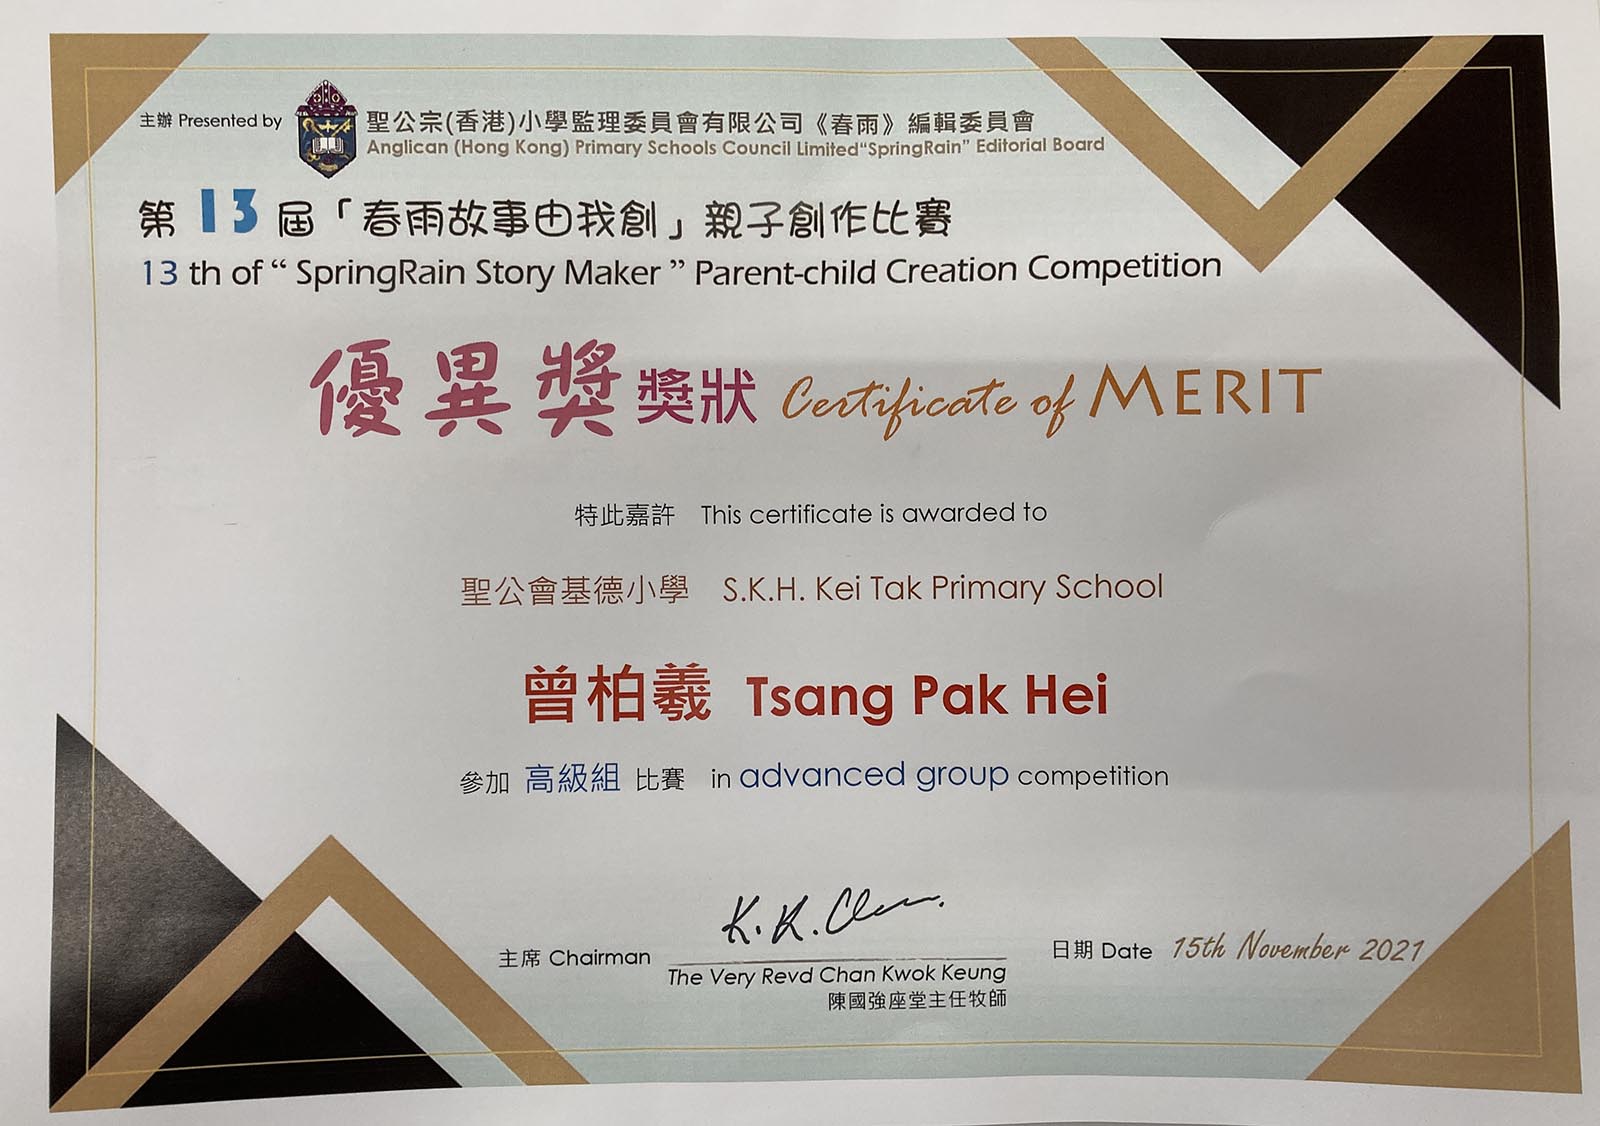 主辦 Presented by 聖公宗(香港)小學監理委員會有限公司《春雨》編輯委員會
Anglican (Hong Kong) Primary Schools Council Limited“SpringRain” Editorial Board
第 13 屆「春雨故事由我創」親子創作比賽
13 th of “ SpringRain Story Maker ” Parent-child Creation Competition
優異獎 獎狀 Certificate of MERIT
特此嘉許 This certificate is awarded to
聖公會基德小學 S.K.H. Kei Tak Primary School
曾柏羲 Tsang Pak Hei
參加 高級組 比賽 in advanced group competition
K. K. Chan.
主席 Chairman
The Very Revd Chan Kwok Keung
陳國強座堂主任牧師
日期 Date 15th November 2021